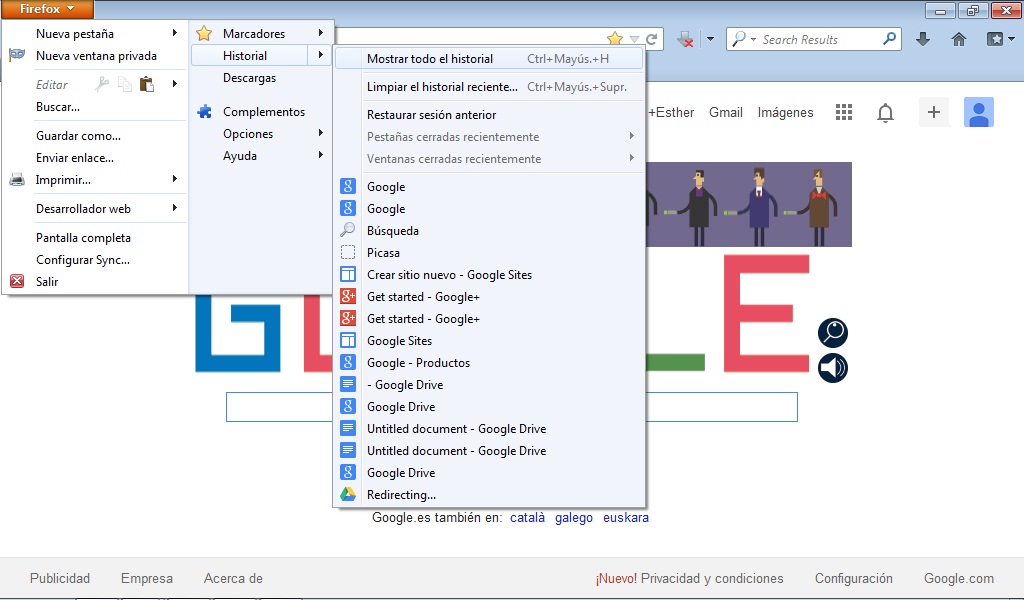 Firefox
Nueva pestaña
Nueva ventana privada
Editar
Buscar...
Guardar como...
Enviar enlace...
Imprimir...
Desarrollador web
Pantalla completa
Configurar Sync...
Salir
Marcadores
Historial
Descargas
Complementos
Opciones
Ayuda
Mostrar todo el historial Ctrl+Mayús.+H
Limpiar el historial reciente... Ctrl+Mayús.+Supr.
Restaurar sesión anterior
Pestañas cerradas recientemente
Ventanas cerradas recientemente
Google
Google
Búsqueda
Picasa
Crear sitio nuevo - Google Sites
Get started - Google+
Get started - Google+
Google Sites
Google - Productos
- Google Drive
Google Drive
Untitled document - Google Drive
Untitled document - Google Drive
Google Drive
Redirecting...
Search Results
+Esther Gmail Imágenes
G LE
Google.es también en: català galego euskara
Publicidad Empresa Acerca de ¡Nuevo! Privacidad y condiciones Configuración Google.com